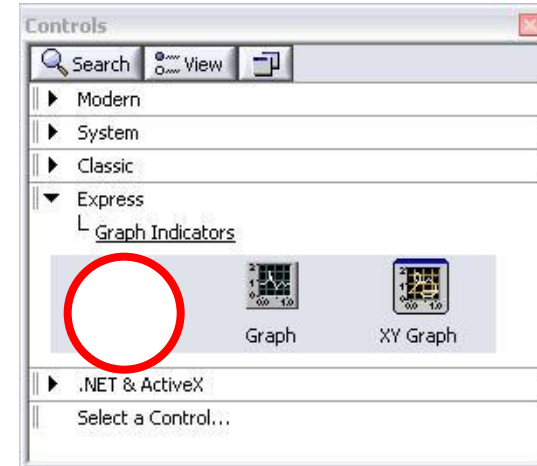 Controls
Search View
Modern
System
Classic
Express
Graph Indicators
Graph XY Graph
.NET & ActiveX
Select a Control...